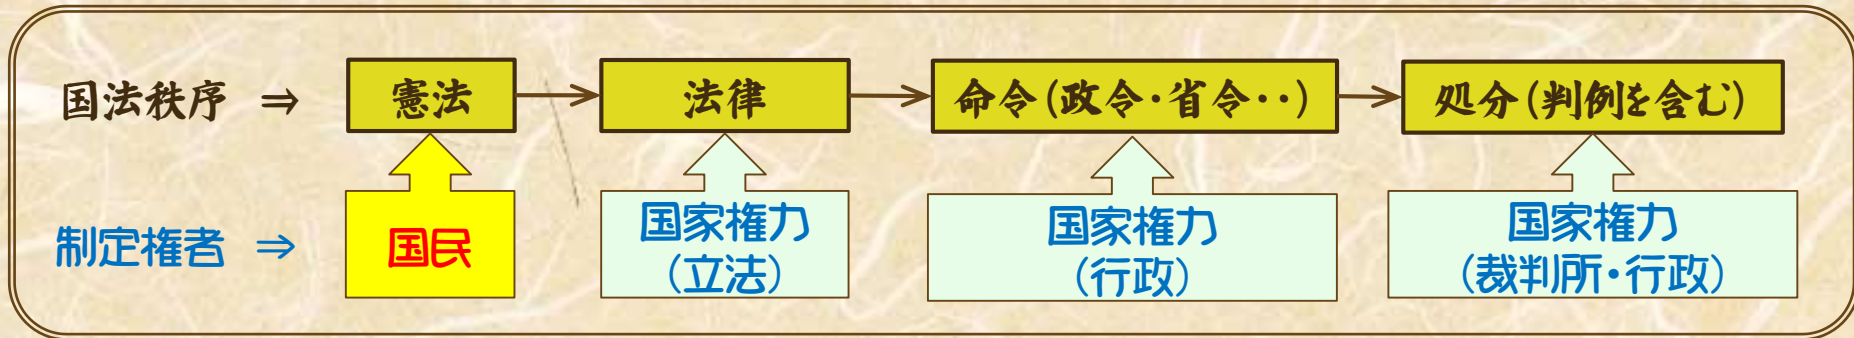 国法秩序 ⇒ 憲法 法律 命令(政令・省令・・) 処分(判例を含む)
制定権者 ⇒ 国民 国家権力 国家権力 国家権力
(立法) (行政) (裁判所・行政)